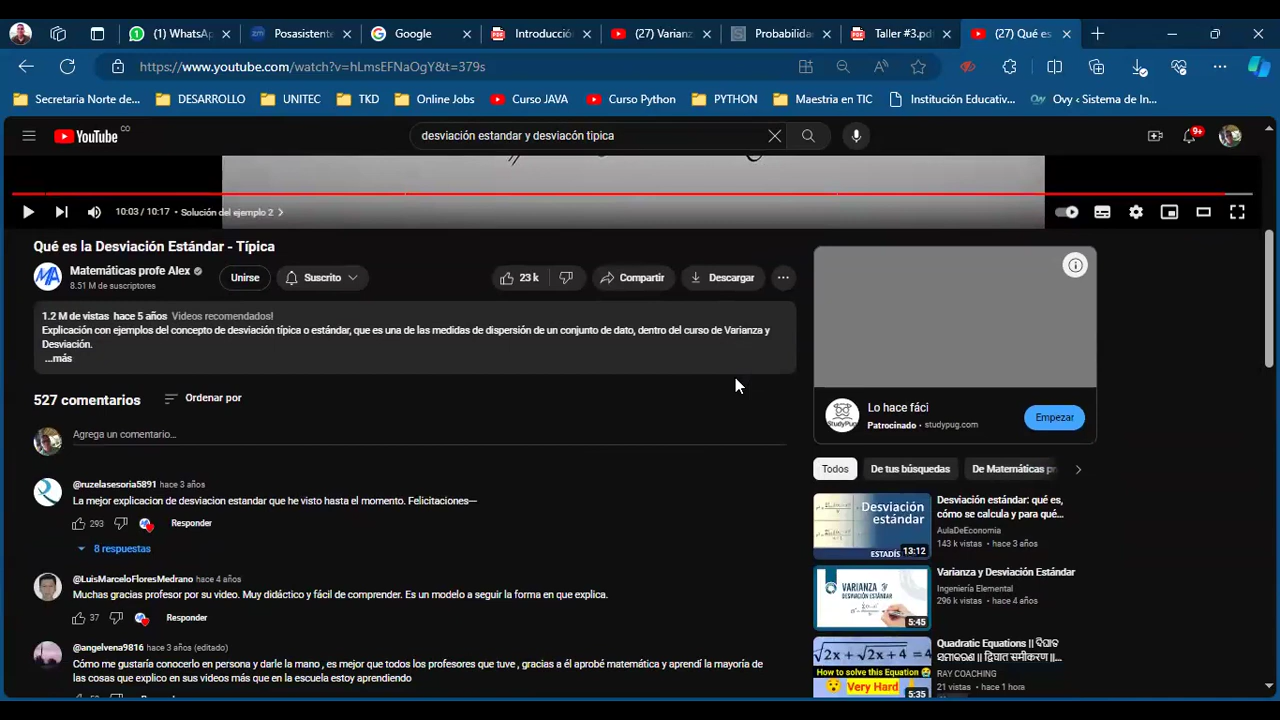 (1) WhatsA
Posasistente
Google
Introducció
(27) Varianz
Probabilida
Taller #3.pd
(27) Qué es
https://www.youtube.com/watch?v=hLmsEFNaOgY&t=379s
Secretaria Norte de...
DESARROLLO
UNITEC
TKD
Online Jobs
Curso JAVA
Curso Python
PYTHON
Maestria en TIC
Institución Educativ...
Ovy ‹ Sistema de In...
YouTube CO
desviación estandar y desviacón tipica
9+
10:03 / 10:17 • Solución del ejemplo 2
Qué es la Desviación Estándar - Típica
Matemáticas profe Alex
8.51 M de suscriptores
Unirse
Suscrito
23 k
Compartir
Descargar
1.2 M de vistas hace 5 años Videos recomendados!
Explicación con ejemplos del concepto de desviación típica o estándar, que es una de las medidas de dispersión de un conjunto de dato, dentro del curso de Varianza y
Desviación.
...más
527 comentarios
Ordenar por
Agrega un comentario...
@ruzelasesoria5891 hace 3 años
La mejor explicacion de desviacion estandar que he visto hasta el momento. Felicitaciones—
293
Responder
8 respuestas
@LuisMarceloFloresMedrano hace 4 años
Muchas gracias profesor por su video. Muy didáctico y fácil de comprender. Es un modelo a seguir la forma en que explica.
37
Responder
@angelvena9816 hace 3 años (editado)
Cómo me gustaría conocerlo en persona y darle la mano , es mejor que todos los profesores que tuve , gracias a él aprobé matemática y aprendí la mayoría de
las cosas que explico en esas videos más que en la escuela estoy aprendiendo
Lo hace fáci
Patrocinado • studypug.com
StudyPug
Empezar
Todos
De tus búsquedas
De Matemáticas pr
Desviación
estándar
ESTADÍS
13:12
Desviación estándar: qué es,
cómo se calcula y para qué...
AulaDeEconomia
143 k vistas • hace 3 años
VARIANZA Y
DESVIACIÓN ESTÁNDAR
5:45
Varianza y Desviación Estándar
Ingeniería Elemental
296 k vistas • hace 4 años
√2x + √2x+4 = 4
How to solve this Equation
Very Hard
5:35
Quadratic Equations || ଦ୍ବିଘାତ
ସମୀକରଣ || द्विघात समीकरण ||...
RAY COACHING
21 vistas • hace 1 hora